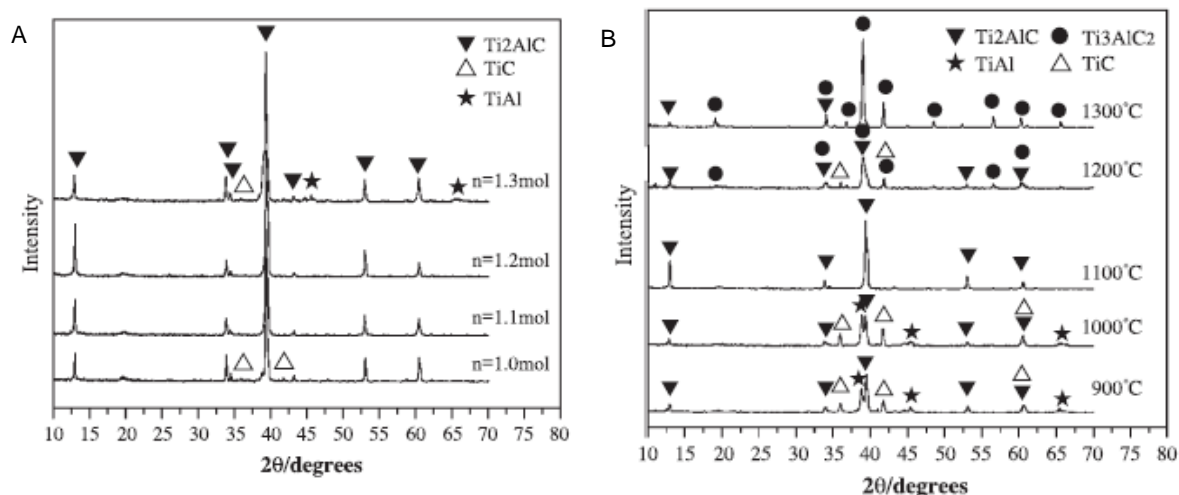 A
Ti2AlC
TiC
TiAl
n=1.3mol
n=1.2mol
n=1.1mol
n=1.0mol
Intensity
10 15 20 25 30 35 40 45 50 55 60 65 70 75 80
2θ/degrees
B
Ti2AlC Ti3AlC2
TiAl TiC
1300°C
1200°C
1100°C
1000°C
900°C
Intensity
10 15 20 25 30 35 40 45 50 55 60 65 70 75 80
2θ/degrees